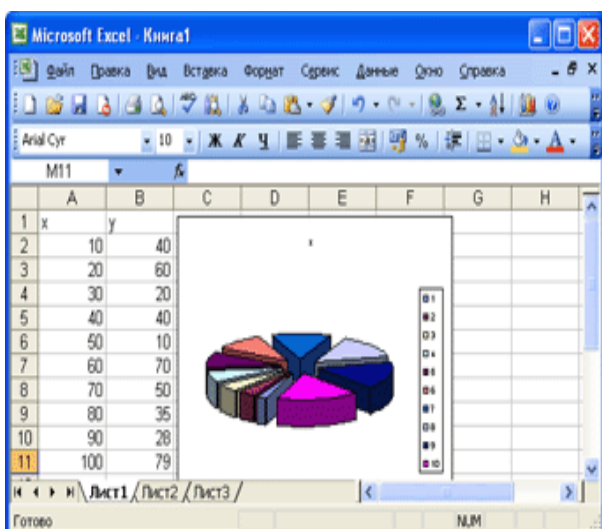 Microsoft Excel - Книга1
Файл Правка Вид Вставка Формат Сервис Данные Окно Справка
Arial Cyr 10 Ж К Ч %
M11 fx
A B C D E F G H
1 x y
2 10 40
x
3 20 60
4 30 20
5 40 40
6 50 10
7 60 70
8 70 50
9 80 35
10 90 28
11 100 79
1
2
3
4
5
6
7
8
9
10
Лист1 / Лист2 / Лист3 /
Готово NUM